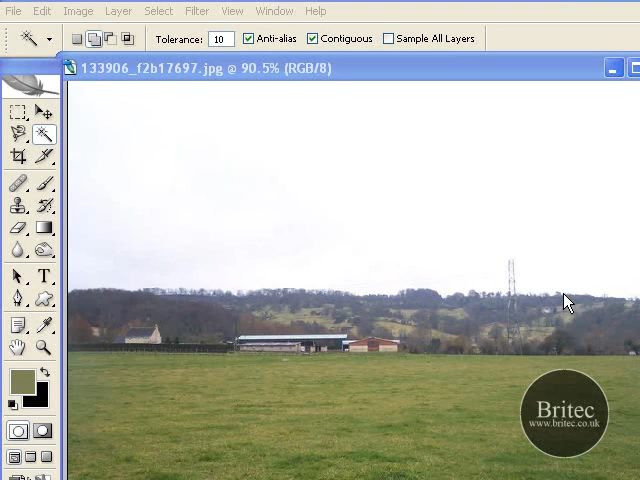 File Edit Image Layer Select Filter View Window Help
Tolerance: 10 Anti-alias Contiguous Sample All Layers
133906_f2b17697.jpg @ 90.5% (RGB/8)
T
Britec
www.britec.co.uk